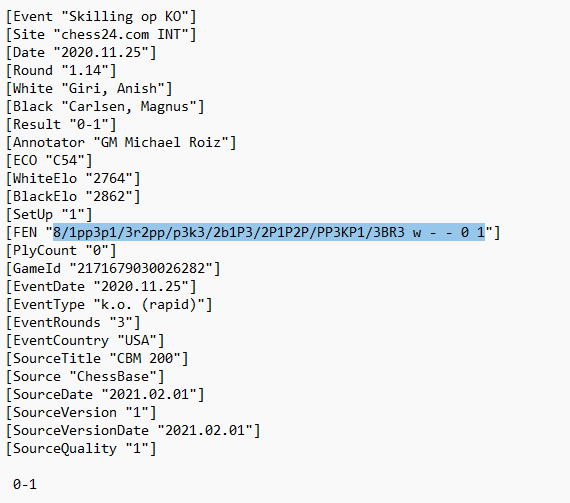 [Event "Skilling op KO"]
[Site "chess24.com INT"]
[Date "2020.11.25"]
[Round "1.14"]
[White "Giri, Anish"]
[Black "Carlsen, Magnus"]
[Result "0-1"]
[Annotator "GM Michael Roiz"]
[ECO "C54"]
[WhiteElo "2764"]
[BlackElo "2862"]
[SetUp "1"]
[FEN "8/1pp3p1/3r2pp/p3k3/2b1P3/2P1P2P/PP3KP1/3BR3 w - - 0 1"]
[PlyCount "0"]
[GameId "2171679030026282"]
[EventDate "2020.11.25"]
[EventType "k.o. (rapid)"]
[EventRounds "3"]
[EventCountry "USA"]
[SourceTitle "CBM 200"]
[Source "ChessBase"]
[SourceDate "2021.02.01"]
[SourceVersion "1"]
[SourceVersionDate "2021.02.01"]
[SourceQuality "1"]
0-1